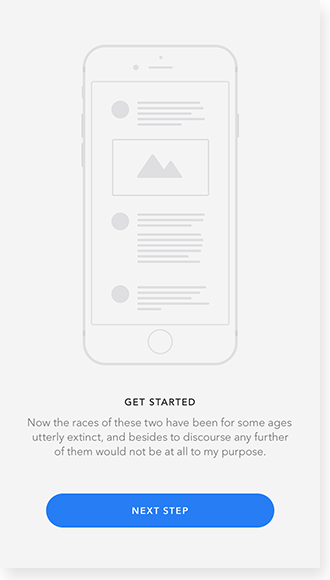 GET STARTED
Now the races of these two have been for some ages
utterly extinct, and besides to discourse any further
of them would not be at all to my purpose.
NEXT STEP